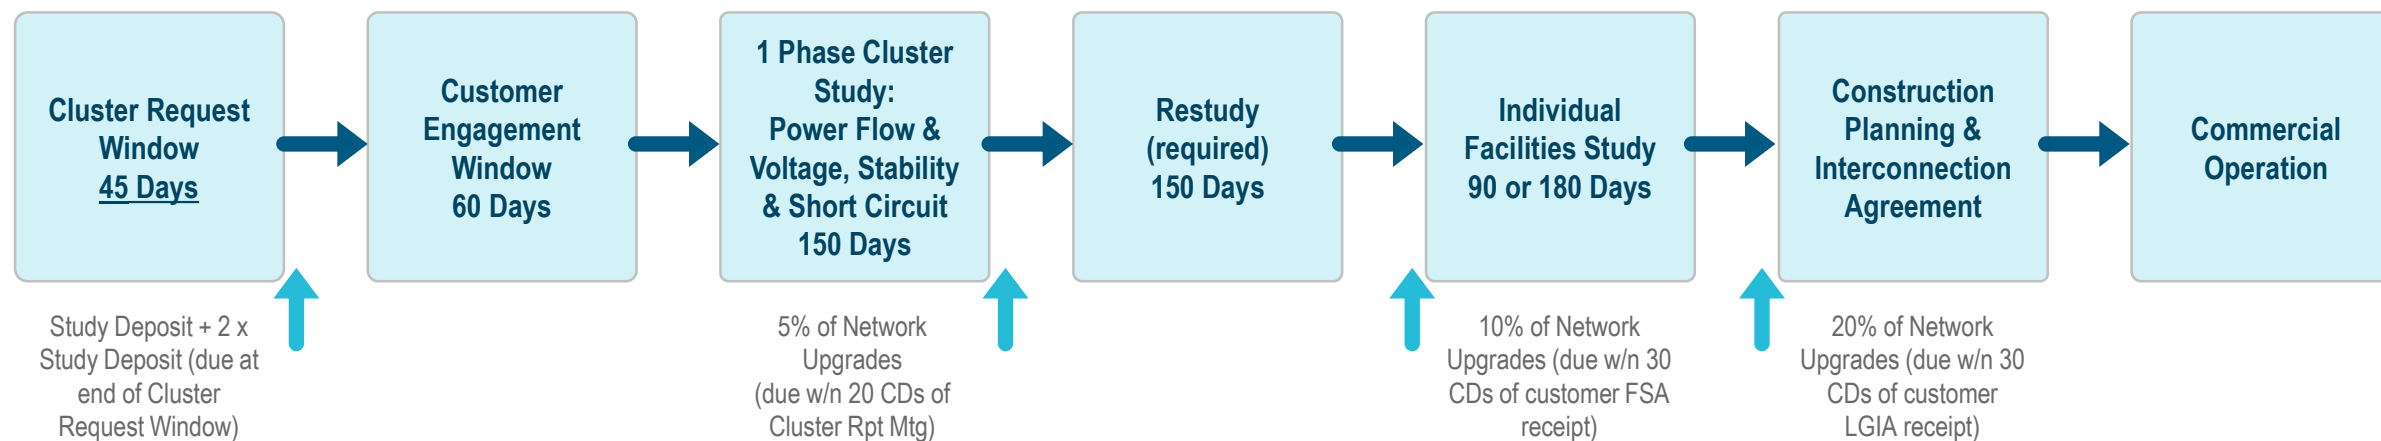 Cluster Request
Window
45 Days
Customer
Engagement
Window
60 Days
1 Phase Cluster
Study:
Power Flow &
Voltage, Stability
& Short Circuit
150 Days
Restudy
(required)
150 Days
Individual
Facilities Study
90 or 180 Days
Construction
Planning &
Interconnection
Agreement
Commercial
Operation
Study Deposit + 2 x
Study Deposit (due at
end of Cluster
Request Window)
5% of Network
Upgrades
(due w/n 20 CDs of
Cluster Rpt Mtg)
10% of Network
Upgrades (due w/n 30
CDs of customer FSA
receipt)
20% of Network
Upgrades (due w/n 30
CDs of customer
LGIA receipt)